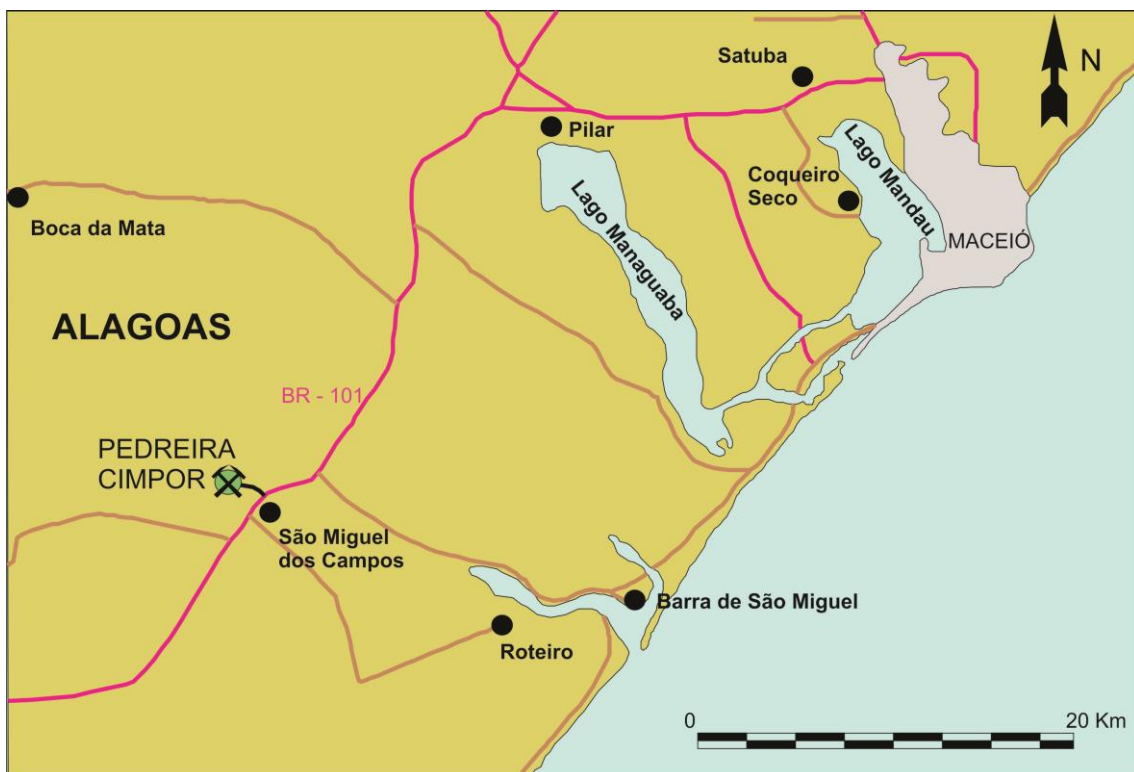 N
Satuba
Pilar
Lago Mandau
Lago Managuaba
Coqueiro
Seco
Boca da Mata
MACEIÓ
ALAGOAS
BR - 101
PEDREIRA
CIMPOR
São Miguel
dos Campos
Barra de São Miguel
Roteiro
0
20 Km